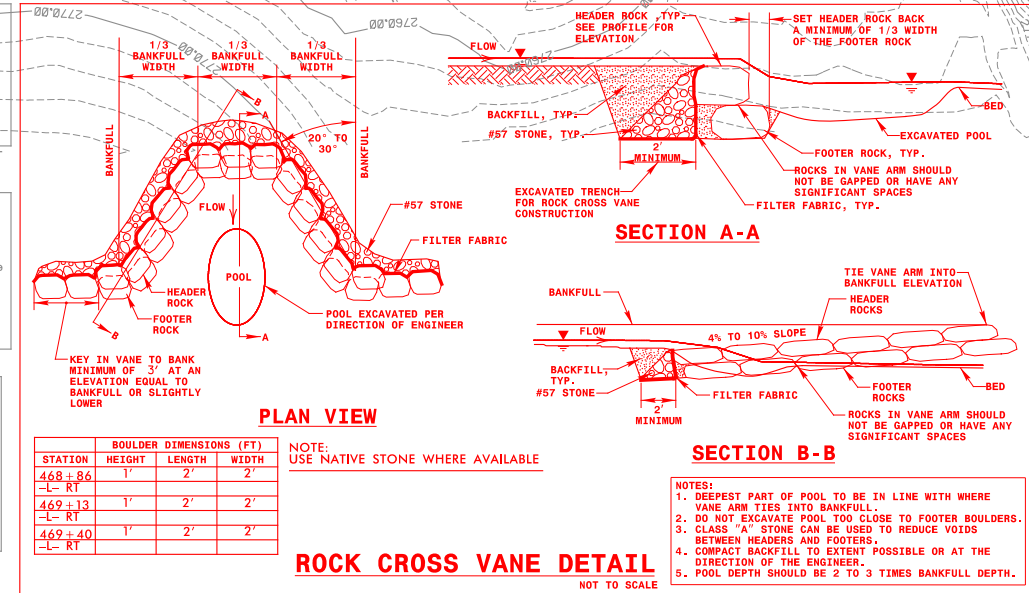 2770.00
2760.00
2770.00
1/3
BANKFULL
WIDTH
1/3
BANKFULL
WIDTH
1/3
BANKFULL
WIDTH
B
A
20° TO
30°
BANKFULL
BANKFULL
FLOW
#57 STONE
FILTER FABRIC
POOL
HEADER
ROCK
FOOTER
ROCK
B
A
POOL EXCAVATED PER
DIRECTION OF ENGINEER
KEY IN VANE TO BANK
MINIMUM OF 3' AT AN
ELEVATION EQUAL TO
BANKFULL OR SLIGHTLY
LOWER
PLAN VIEW
HEADER ROCK ,TYP.
SEE PROFILE FOR
ELEVATION
SET HEADER ROCK BACK
A MINIMUM OF 1/3 WIDTH
OF THE FOOTER ROCK
FLOW
BACKFILL, TYP.
#57 STONE, TYP.
2'
MINIMUM
BED
EXCAVATED POOL
FOOTER ROCK, TYP.
ROCKS IN VANE ARM SHOULD
NOT BE GAPPED OR HAVE ANY
SIGNIFICANT SPACES
EXCAVATED TRENCH
FOR ROCK CROSS VANE
CONSTRUCTION
FILTER FABRIC, TYP.
SECTION A-A
TIE VANE ARM INTO
BANKFULL ELEVATION
BANKFULL
HEADER
ROCKS
FLOW
4% TO 10% SLOPE
BACKFILL,
TYP.
#57 STONE
FILTER FABRIC
2'
MINIMUM
FOOTER
ROCKS
BED
ROCKS IN VANE ARM SHOULD
NOT BE GAPPED OR HAVE ANY
SIGNIFICANT SPACES
SECTION B-B
BOULDER DIMENSIONS (FT)
STATION HEIGHT LENGTH WIDTH
468+86 1' 2' 2'
-L- RT
469+13 1' 2' 2'
-L- RT
469+40 1' 2' 2'
-L- RT
NOTE:
USE NATIVE STONE WHERE AVAILABLE
NOTES:
1. DEEPEST PART OF POOL TO BE IN LINE WITH WHERE
VANE ARM TIES INTO BANKFULL.
2. DO NOT EXCAVATE POOL TOO CLOSE TO FOOTER BOULDERS.
3. CLASS "A" STONE CAN BE USED TO REDUCE VOIDS
BETWEEN HEADERS AND FOOTERS.
4. COMPACT BACKFILL TO EXTENT POSSIBLE OR AT THE
DIRECTION OF THE ENGINEER.
5. POOL DEPTH SHOULD BE 2 TO 3 TIMES BANKFULL DEPTH.
ROCK CROSS VANE DETAIL
NOT TO SCALE